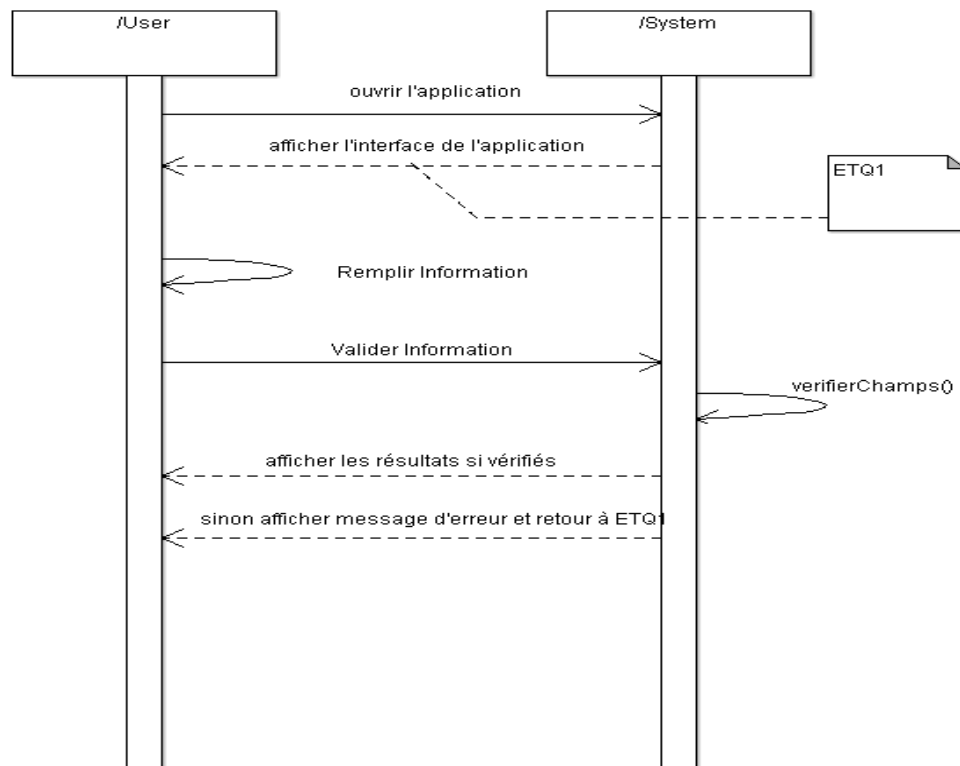 /User
/System
ouvrir l'application
afficher l'interface de l'application
ETQ1
Remplir Information
Valider Information
verifierChamps()
afficher les résultats si vérifiés
sinon afficher message d'erreur et retour à ETQ1